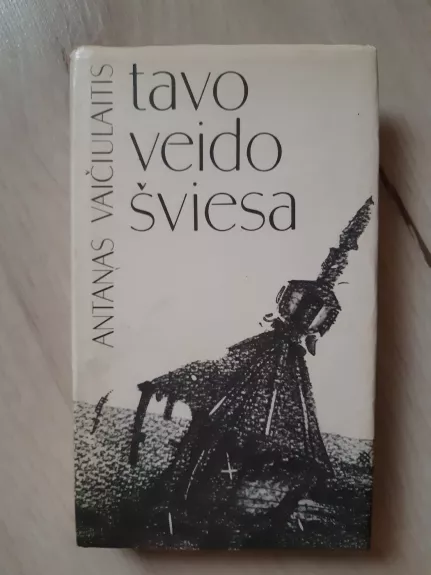 ANTANAS VAIČIULAITIS
tavo
veido
šviesa